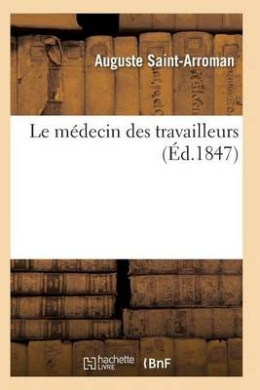 Auguste Saint-Arroman
Le médecin des travailleurs
(Éd.1847)
hachette
LIVRE
(BnF